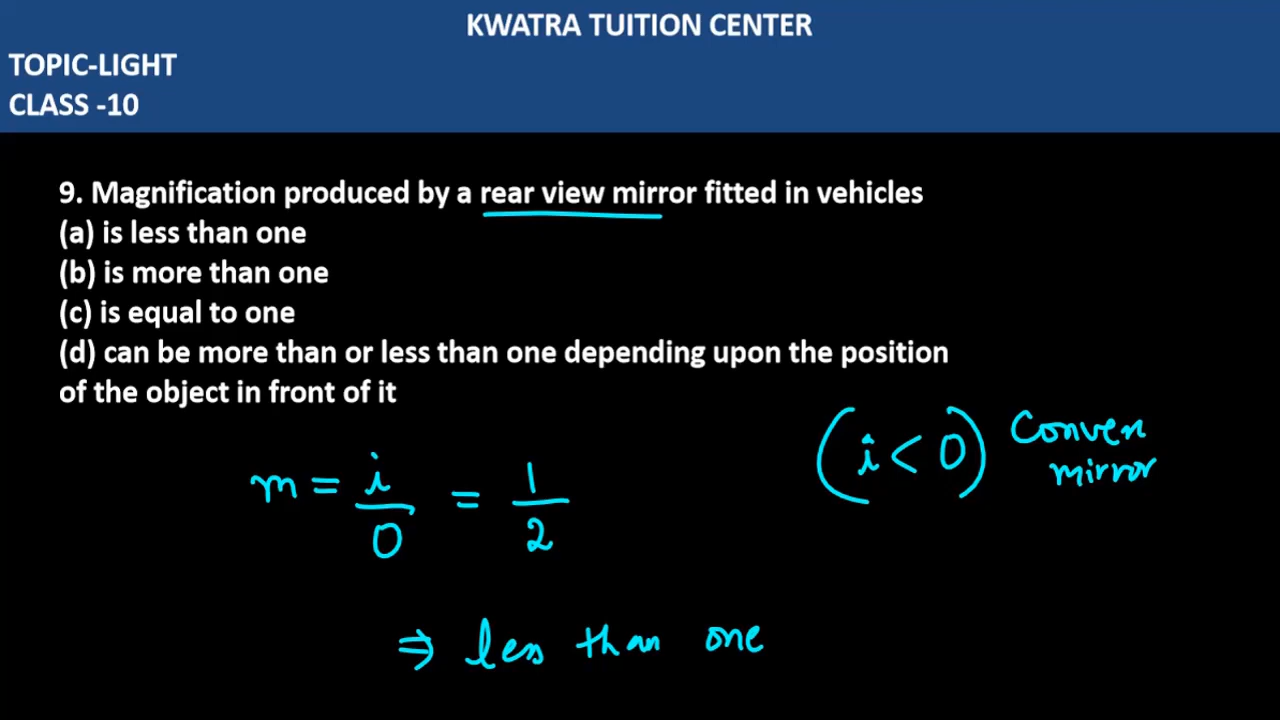 KWATRA TUITION CENTER
TOPIC-LIGHT
CLASS -10
9. Magnification produced by a rear view mirror fitted in vehicles
(a) is less than one
(b) is more than one
(c) is equal to one
(d) can be more than or less than one depending upon the position
of the object in front of it
(i < O) Conven
mirror
m = i/O = 1/2
⇒ less than one